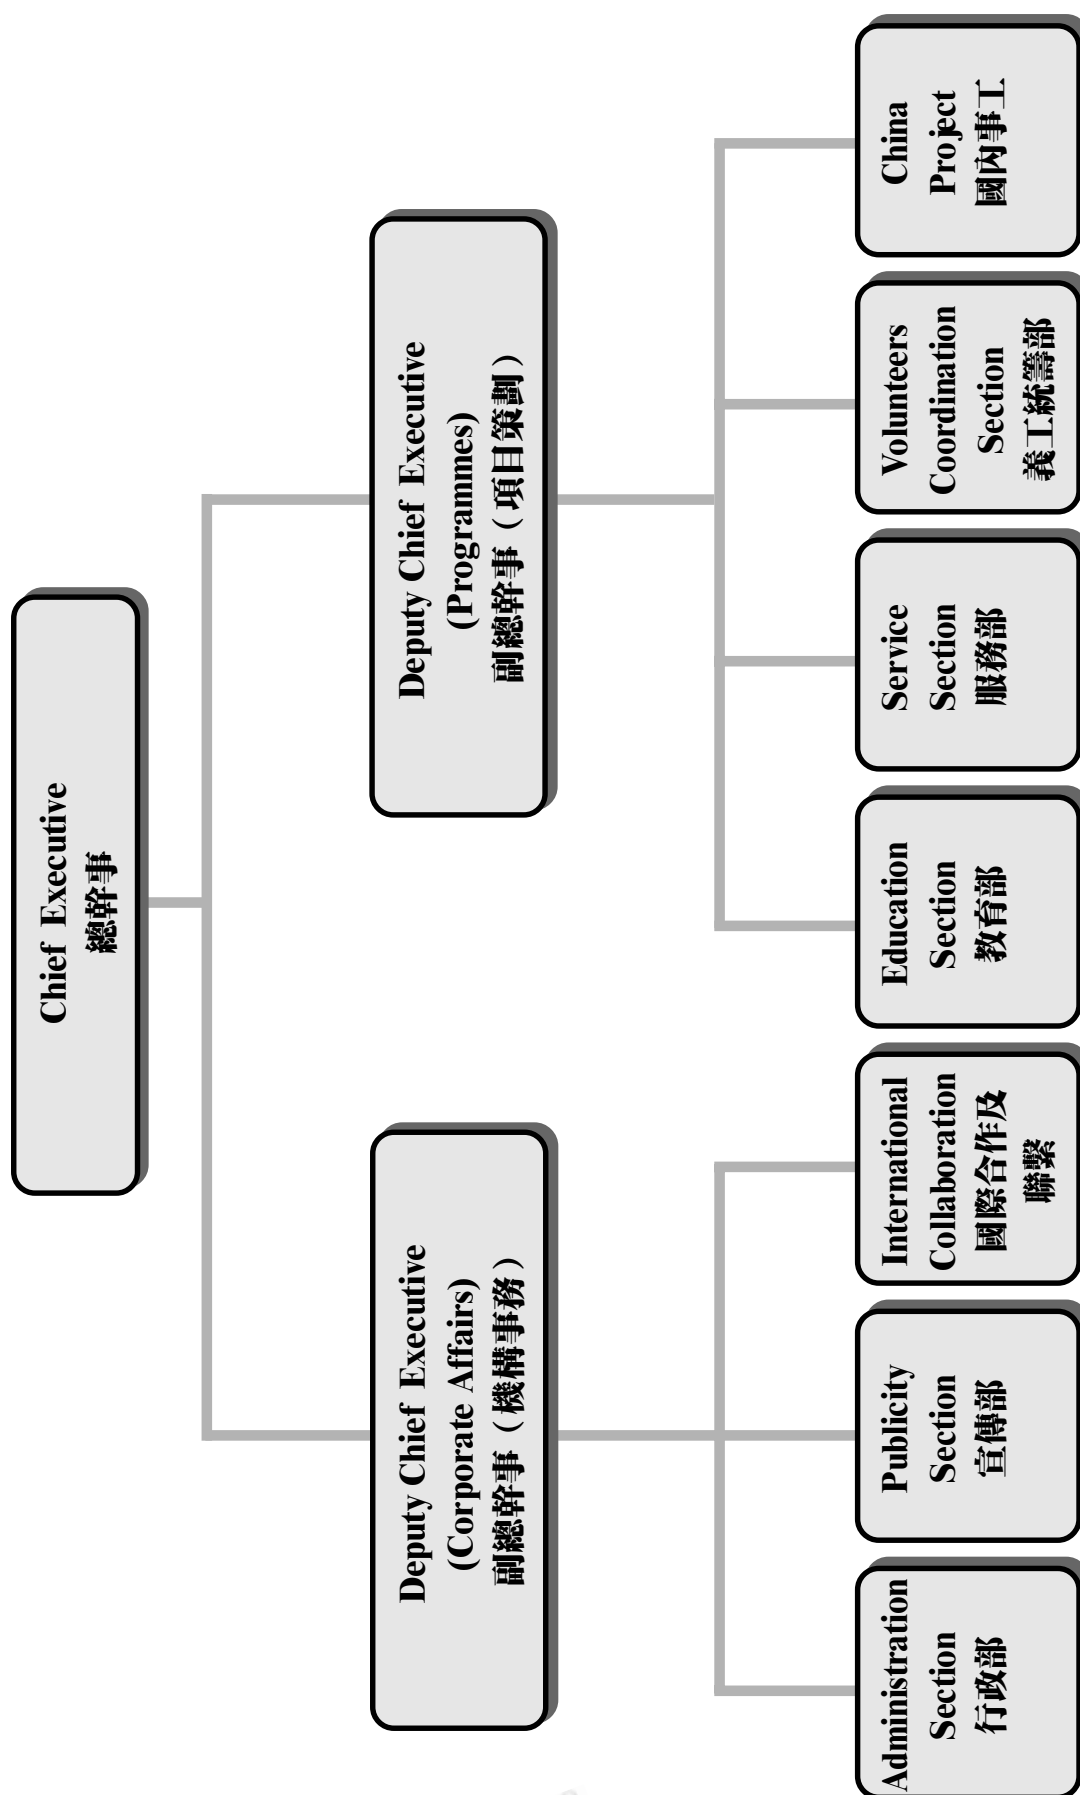 Chief Executive
總幹事
Deputy Chief Executive
(Corporate Affairs)
副總幹事（機構事務）
Deputy Chief Executive
(Programmes)
副總幹事（項目策劃）
Administration
Section
行政部
Publicity
Section
宣傳部
International
Collaboration
國際合作及
聯繫
Education
Section
教育部
Service
Section
服務部
Volunteers
Coordination
Section
義工統籌部
China
Project
國內事工